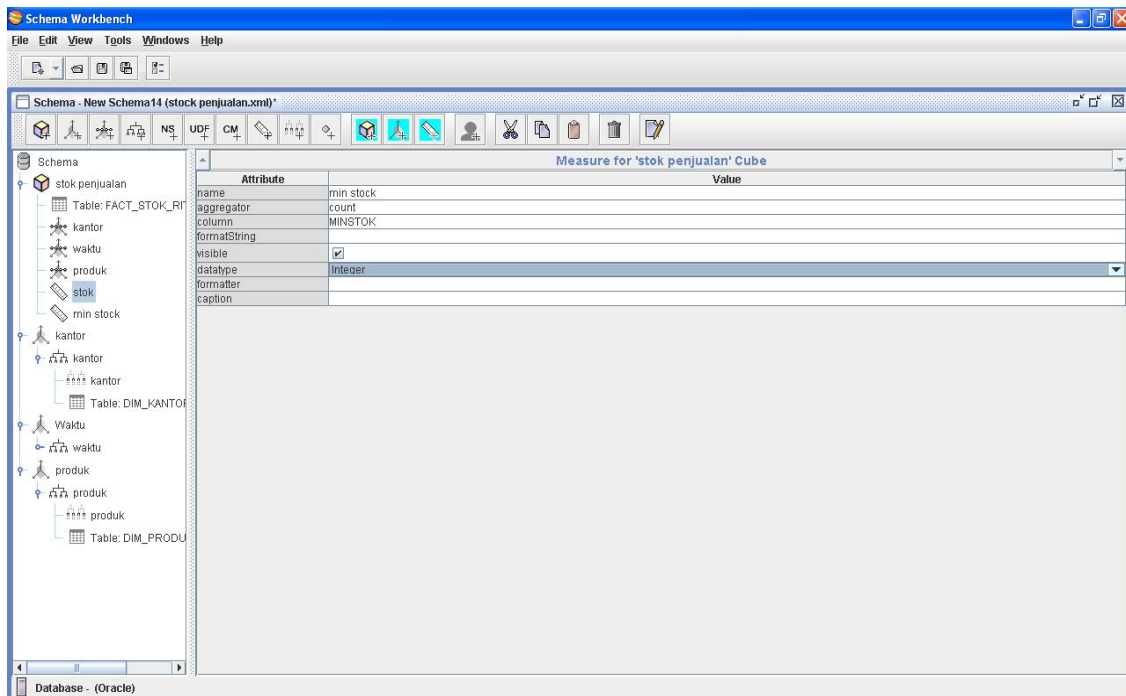 Schema Workbench
File Edit View Tools Windows Help
Schema - New Schema14 (stock penjualan.xml)*
NS UDF CM
Schema
stok penjualan
Table: FACT_STOK_RIT
kantor
waktu
produk
stok
min stock
kantor
kantor
kantor
Table: DIM_KANTOR
Waktu
waktu
produk
produk
produk
Table: DIM_PRODU
Measure for 'stok penjualan' Cube
Attribute Value
name min stock
aggregator count
column MINSTOK
formatString
visible
datatype Integer
formatter
caption
Database - (Oracle)